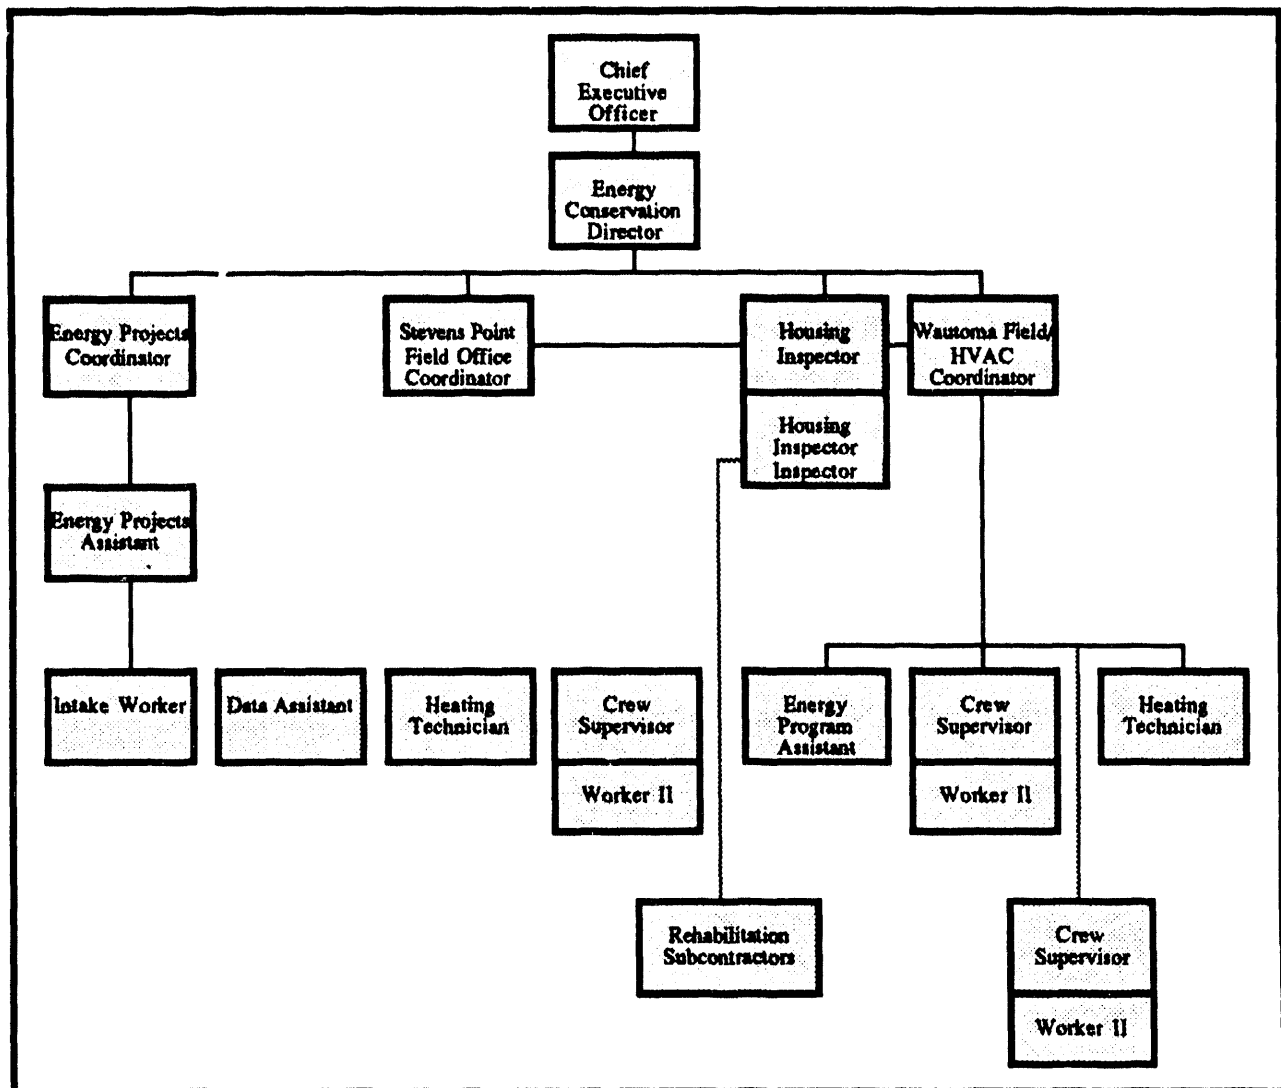 Chief
Executive
Officer
Energy
Conservation
Director
Energy Projects
Coordinator
Stevens Point
Field Office
Coordinator
Housing
Inspector
Wautoma Field/
HVAC
Coordinator
Housing
Inspector
Inspector
Energy Projects
Assistant
Intake Worker
Data Assistant
Heating
Technician
Crew
Supervisor
Worker II
Energy
Program
Assistant
Crew
Supervisor
Worker II
Heating
Technician
Rehabilitation
Subcontractors
Crew
Supervisor
Worker II